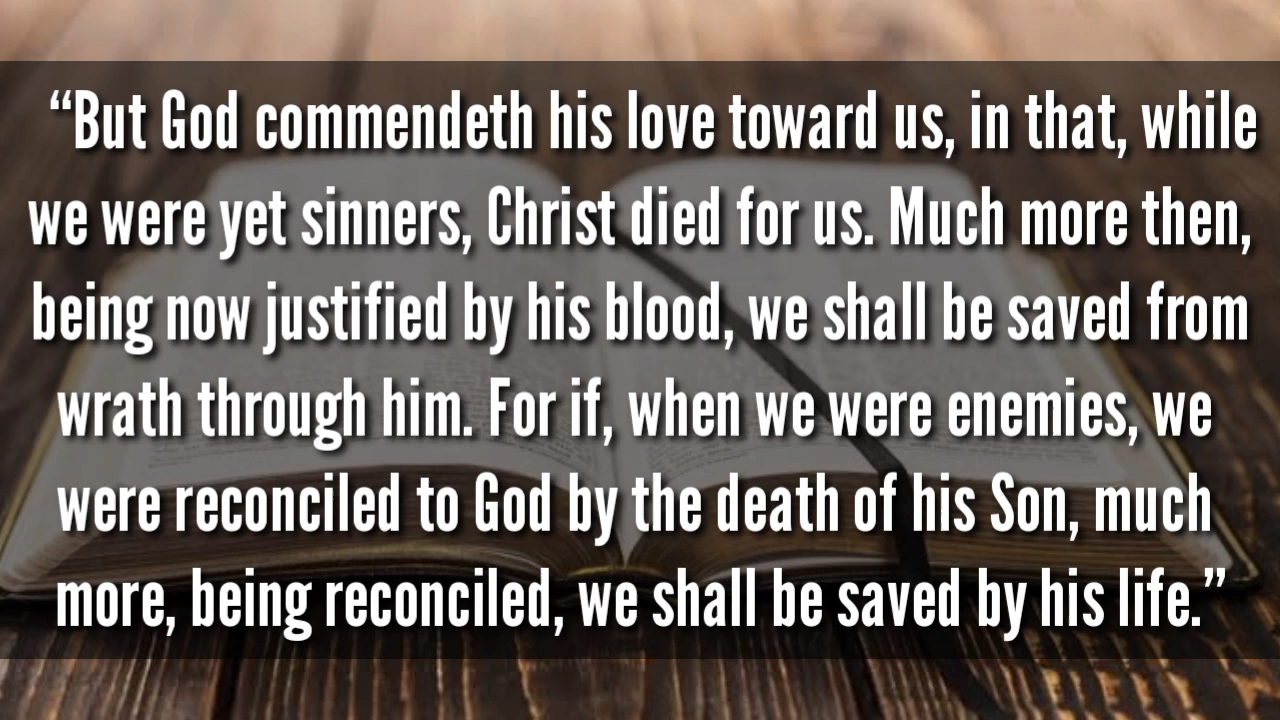 “But God commendeth his love toward us, in that, while
we were yet sinners, Christ died for us. Much more then,
being now justified by his blood, we shall be saved from
wrath through him. For if, when we were enemies, we
were reconciled to God by the death of his Son, much
more, being reconciled, we shall be saved by his life.”